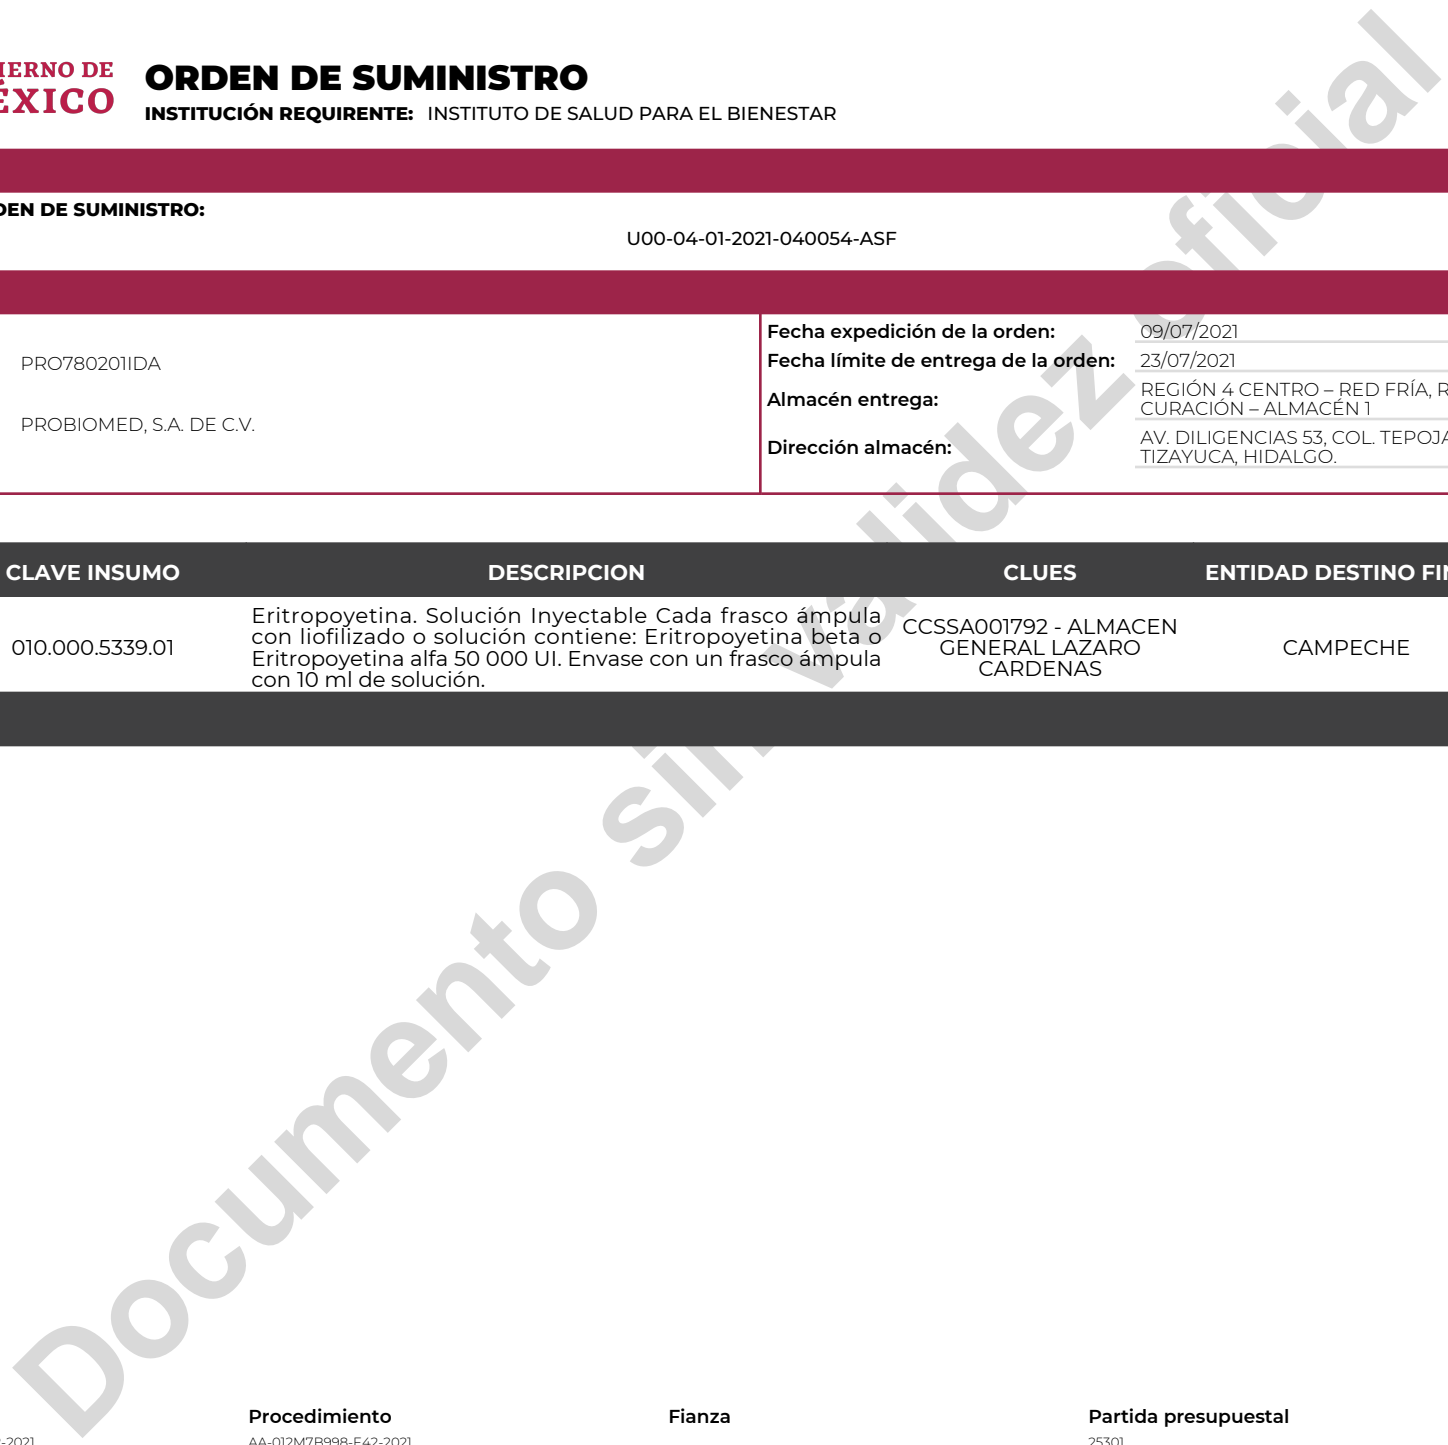 IERNO DE
ÉXICO
ORDEN DE SUMINISTRO
INSTITUCIÓN REQUIRENTE: INSTITUTO DE SALUD PARA EL BIENESTAR
DEN DE SUMINISTRO:
U00-04-01-2021-040054-ASF
PRO780201IDA
PROBIOMED, S.A. DE C.V.
Fecha expedición de la orden: 09/07/2021
Fecha límite de entrega de la orden: 23/07/2021
Almacén entrega: REGIÓN 4 CENTRO – RED FRÍA, R
CURACIÓN – ALMACÉN 1
Dirección almacén: AV. DILIGENCIAS 53, COL. TEPOJA
TIZAYUCA, HIDALGO.
CLAVE INSUMO DESCRIPCION CLUES ENTIDAD DESTINO FIN
010.000.5339.01
Eritropoyetina. Solución Inyectable Cada frasco ámpula
con liofilizado o solución contiene: Eritropoyetina beta o
Eritropoyetina alfa 50 000 UI. Envase con un frasco ámpula
con 10 ml de solución.
CCSSA001792 - ALMACEN
GENERAL LAZARO
CARDENAS
CAMPECHE
Documento sin validez oficial
Procedimiento Fianza Partida presupuestal
-2021 AA-012M7B998-E42-2021 25301